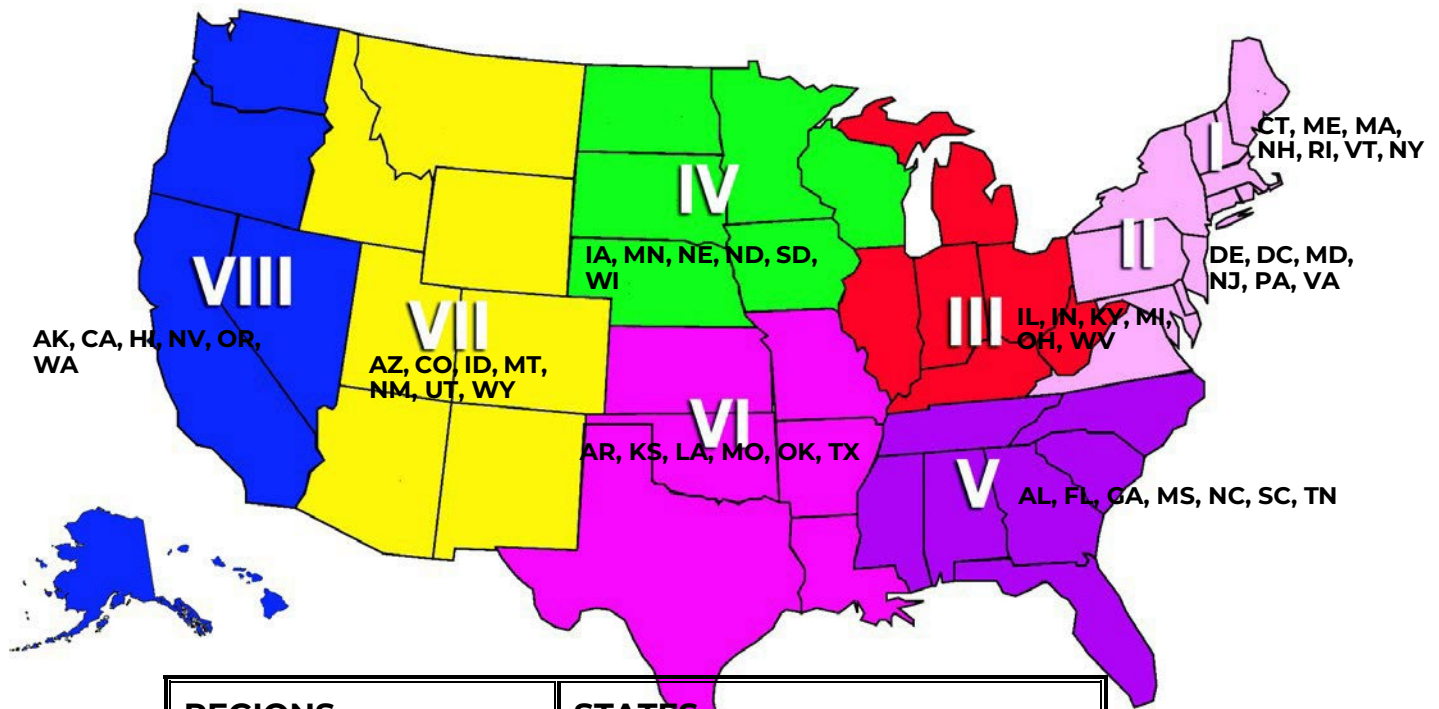 I
CT, ME, MA,
NH, RI, VT, NY
IV
II
DE, DC, MD,
NJ, PA, VA
IA, MN, NE, ND, SD,
WI
VIII
VII
III
IL, IN, KY, MI,
OH, WV
AK, CA, HI, NV, OR,
WA
AZ, CO, ID, MT,
NM, UT, WY
VI
AR, KS, LA, MO, OK, TX
V
AL, FL, GA, MS, NC, SC, TN
REGIONS
STATES